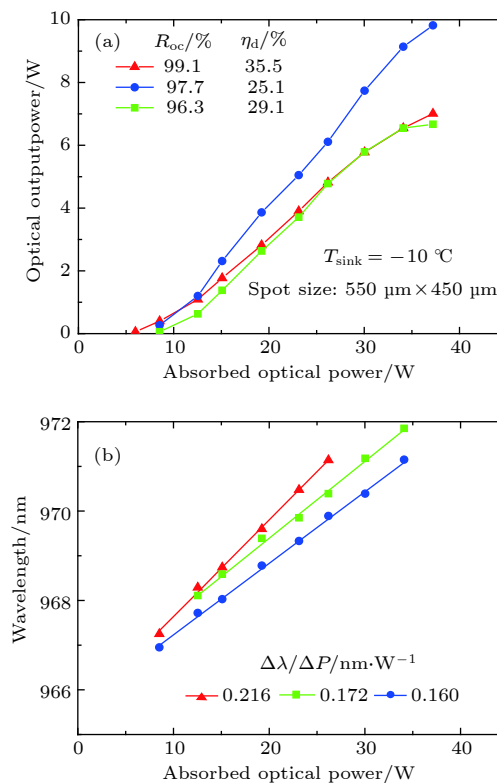 10
8
6
4
2
0
Optical outputpower/W
(a)
R_oc/% η_d/%
99.1 35.5
97.7 25.1
96.3 29.1
T_sink = −10 ℃
Spot size: 550 µm×450 µm
0 10 20 30 40
Absorbed optical power/W
972
970
968
966
Wavelength/nm
(b)
Δλ/ΔP/nm·W⁻¹
0.216 0.172 0.160
0 10 20 30 40
Absorbed optical power/W